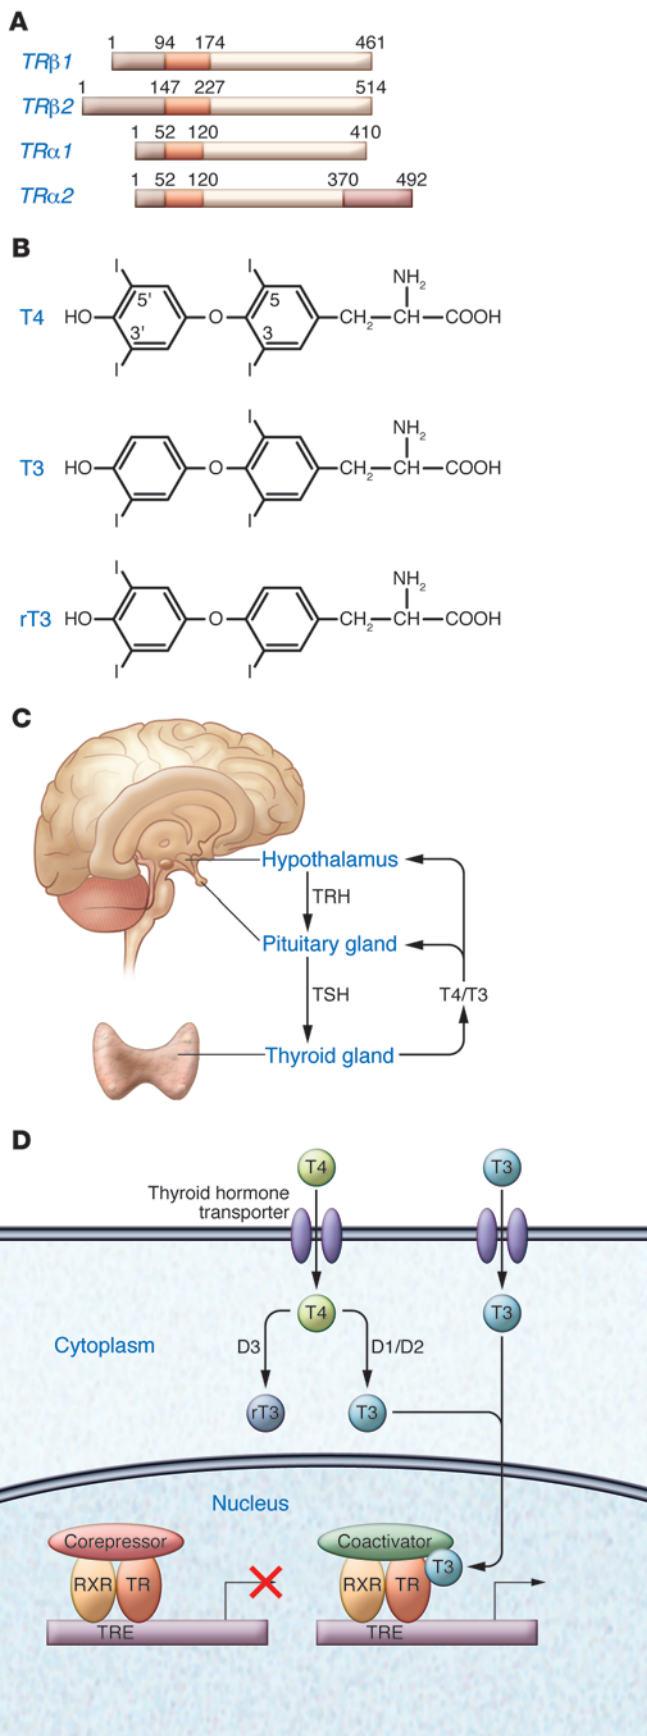 A
TRβ1
1 94 174 461
TRβ2
1 147 227 514
TRα1
1 52 120 410
TRα2
1 52 120 370 492
B
T4
I I
5' 5
NH2
HO O CH2 CH COOH
3' 3
I I
T3
I
NH2
HO O CH2 CH COOH
I I
rT3
I
NH2
HO O CH2 CH COOH
I I
C
Hypothalamus
TRH
Pituitary gland
TSH
T4/T3
Thyroid gland
D
T4 T3
Thyroid hormone
transporter
T4 T3
Cytoplasm
D3 D1/D2
rT3 T3
Nucleus
Corepressor
RXR TR
TRE
Coactivator
T3
RXR TR
TRE